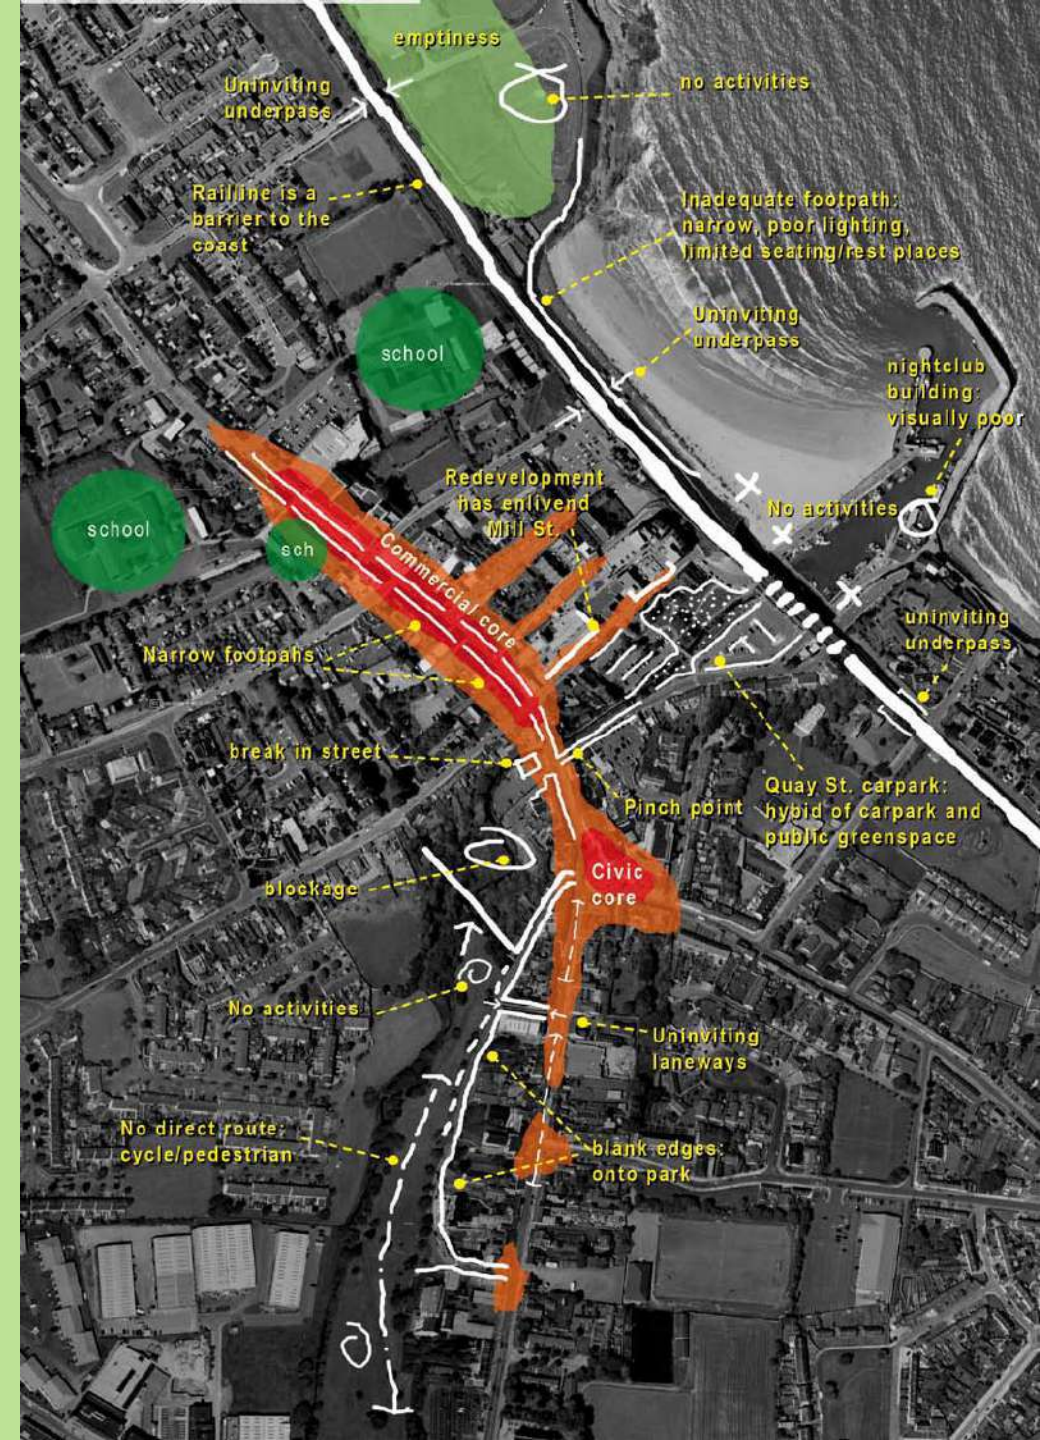 emptiness
Uninviting
underpass
no activities
Railline is a
barrier to the
coast
Inadequate footpath:
narrow, poor lighting,
limited seating/rest places
Uninviting
underpass
school
nightclub
building:
visually poor
Redevelopment
has enlivend
Mill St.
No activities
school
sch
Commercial core
uninviting
underpass
Narrow footpahs
break in street
Pinch point
Quay St. carpark:
hybid of carpark and
public greenspace
blockage
Civic
core
No activities
Uninviting
laneways
No direct route:
cycle/pedestrian
blank edges:
onto park